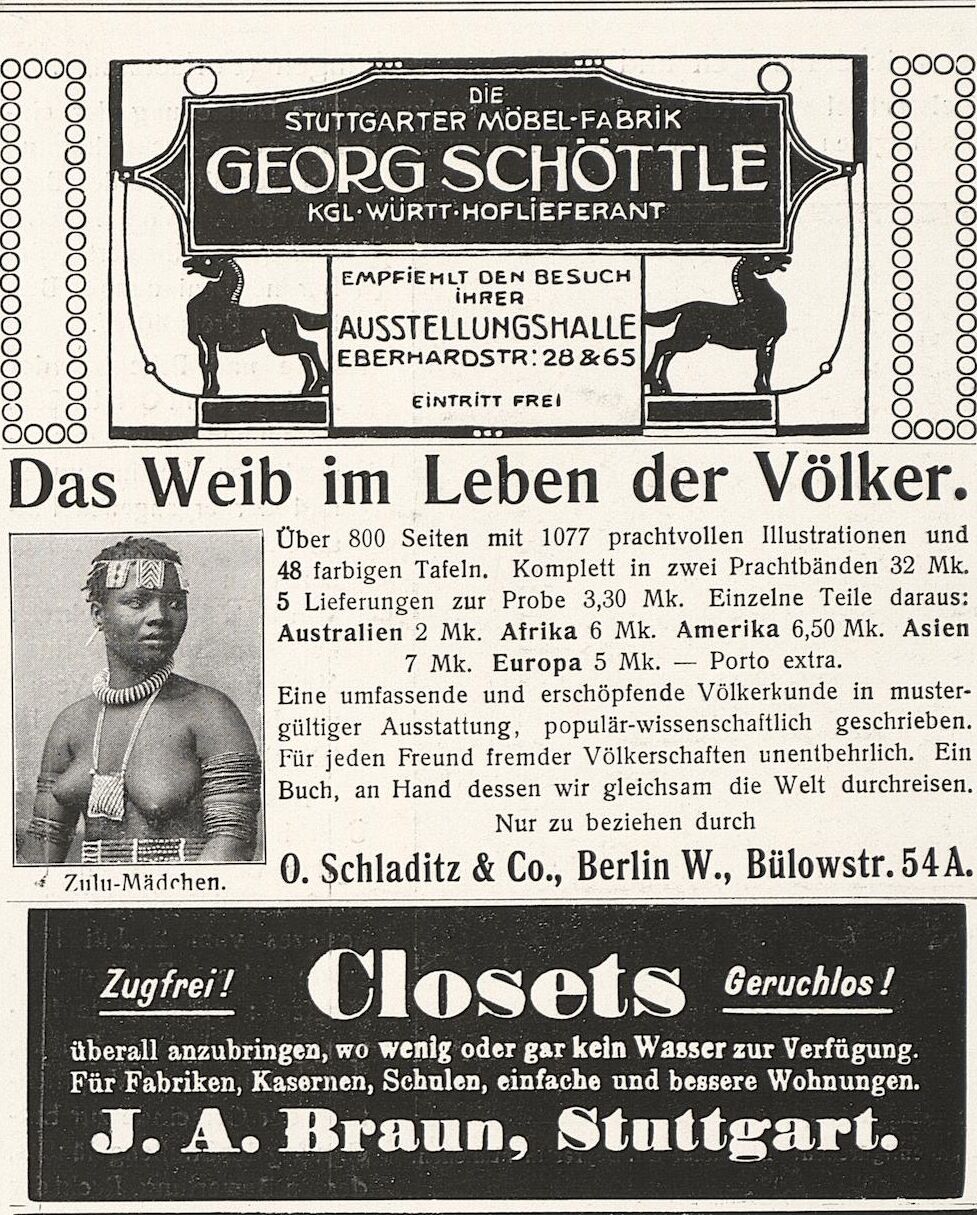 DIE
STUTTGARTER MÖBEL-FABRIK
GEORG SCHÖTTLE
KGL·WÜRTT·HOFLIEFERANT
EMPFIEHLT DEN BESUCH
IHRER
AUSSTELLUNGSHALLE
EBERHARDSTR: 28 & 65
EINTRITT FREI
Das Weib im Leben der Völker.
Über 800 Seiten mit 1077 prachtvollen Illustrationen und
48 farbigen Tafeln. Komplett in zwei Prachtbänden 32 Mk.
5 Lieferungen zur Probe 3,30 Mk. Einzelne Teile daraus:
Australien 2 Mk. Afrika 6 Mk. Amerika 6,50 Mk. Asien
7 Mk. Europa 5 Mk. — Porto extra.
Eine umfassende und erschöpfende Völkerkunde in muster-
gültiger Ausstattung, populär-wissenschaftlich geschrieben.
Für jeden Freund fremder Völkerschaften unentbehrlich. Ein
Buch, an Hand dessen wir gleichsam die Welt durchreisen.
Nur zu beziehen durch
O. Schladitz & Co., Berlin W., Bülowstr. 54 A.
Zulu-Mädchen.
Zugfrei! Closets Geruchlos!
überall anzubringen, wo wenig oder gar kein Wasser zur Verfügung.
Für Fabriken, Kasernen, Schulen, einfache und bessere Wohnungen.
J. A. Braun, Stuttgart.